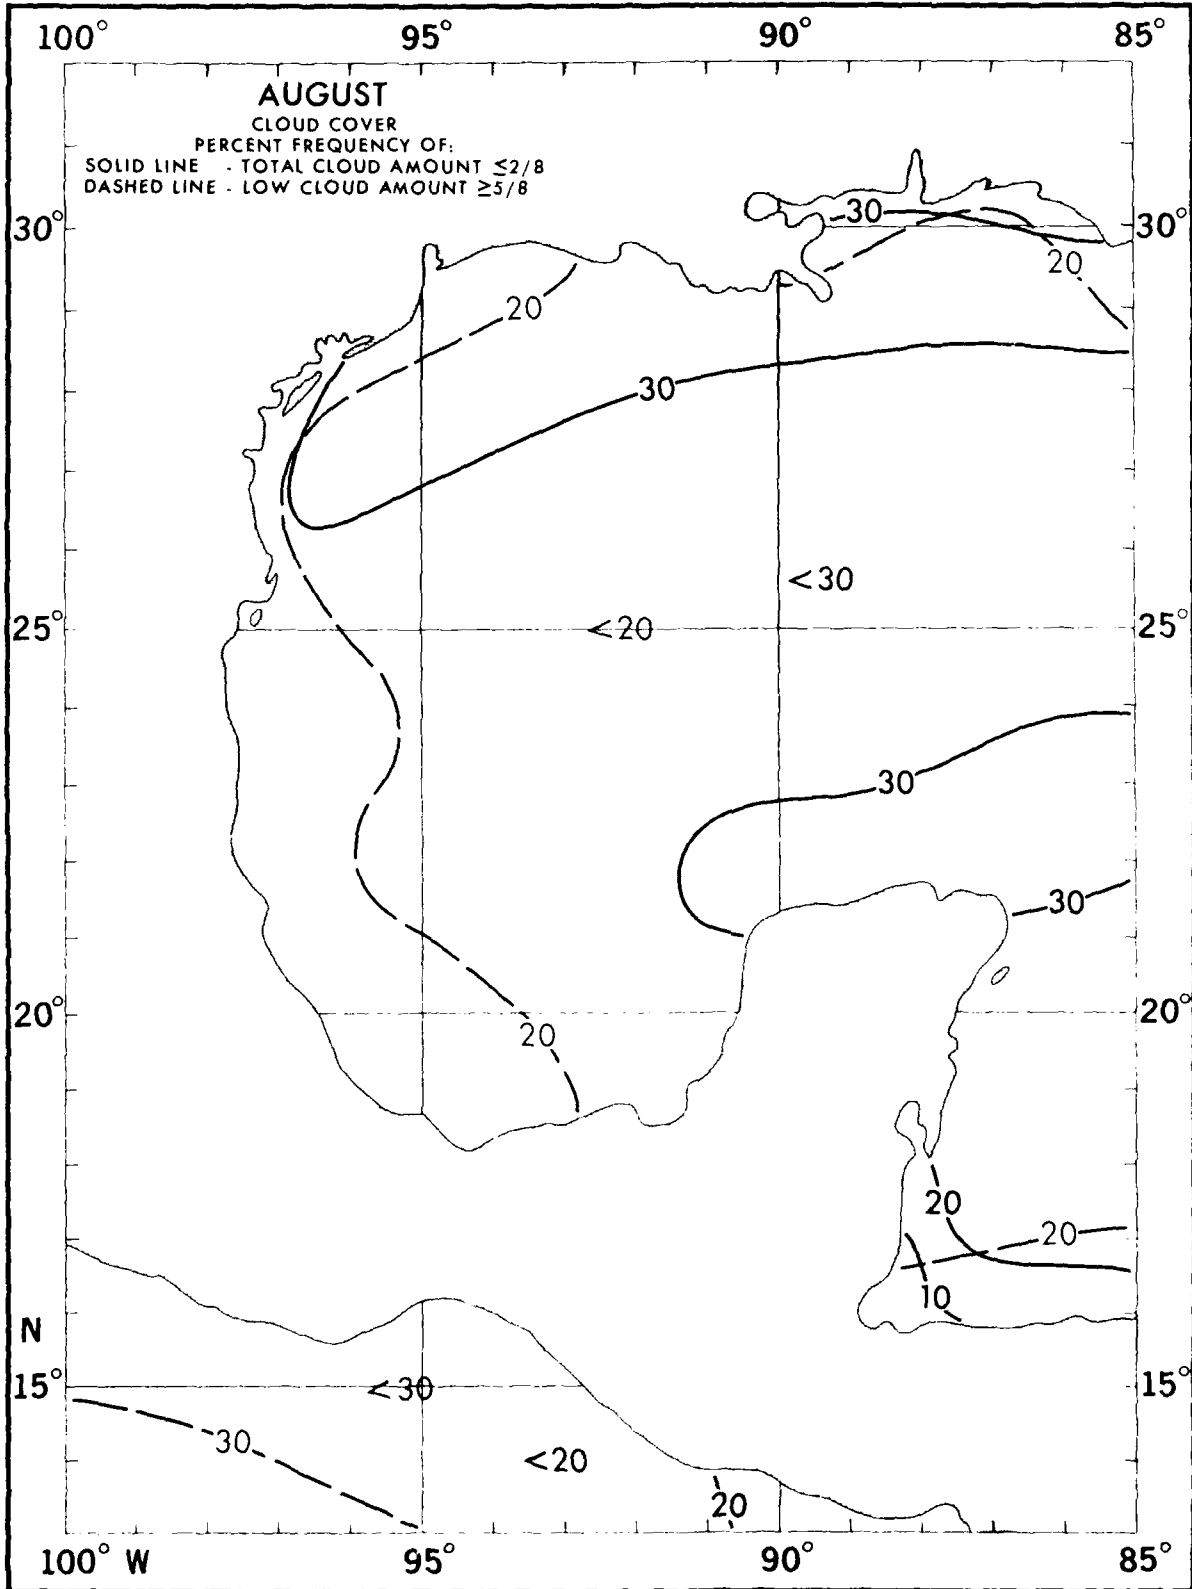 100° 95° 90° 85°
AUGUST
CLOUD COVER
PERCENT FREQUENCY OF:
SOLID LINE - TOTAL CLOUD AMOUNT ≤2/8
DASHED LINE - LOW CLOUD AMOUNT ≥5/8
30
30° 30°
20
20
30
<30
25° <20 25°
30
30
20° 20°
20
20
20
10
N
15° <30 15°
30
<20
20
100° W 95° 90° 85°